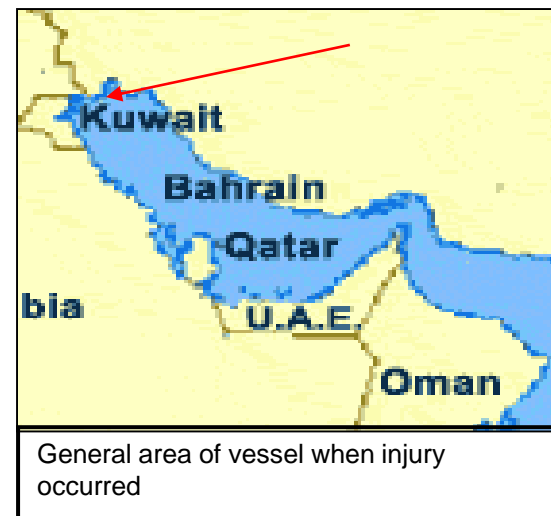 Kuwait
Bahrain
Qatar
bia
U.A.E.
Oman
General area of vessel when injury
occurred